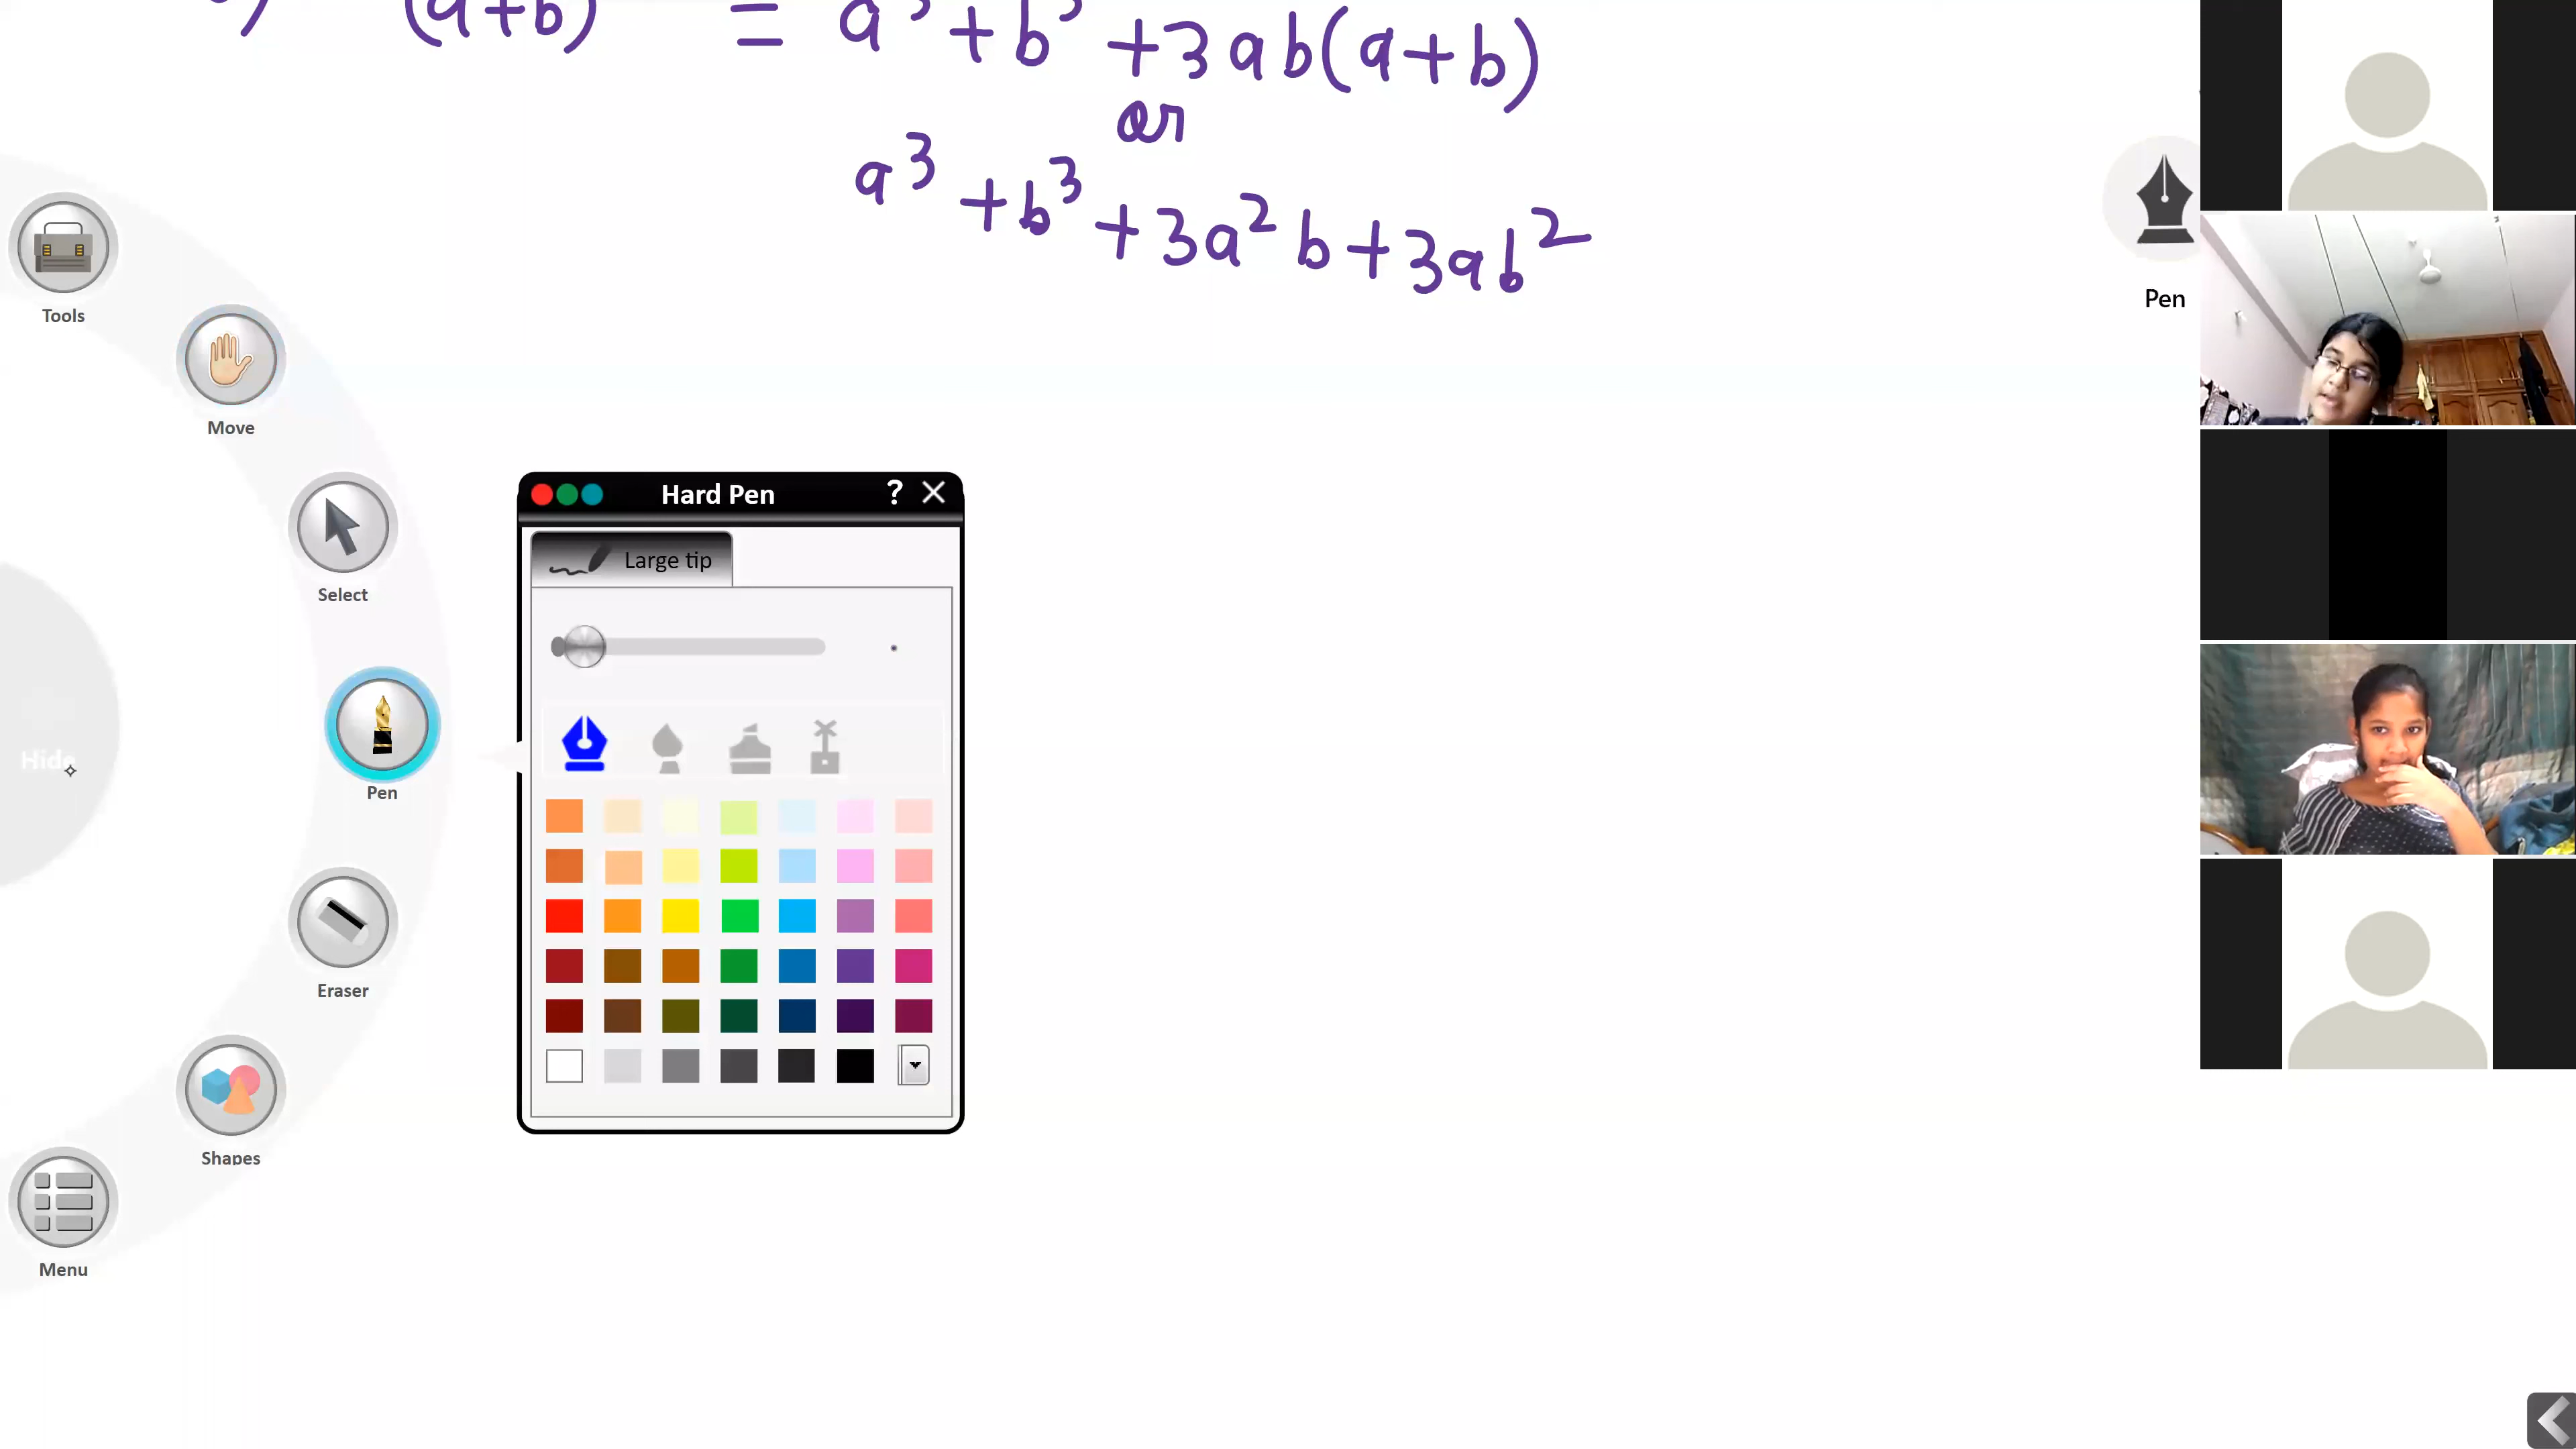 (a+b) = a³ + b³ + 3ab(a+b)
or
a³ + b³ + 3a²b + 3ab²
Pen
Tools
Move
Select
Pen
Eraser
Shapes
Menu
Hide
Hard Pen ?
Large tip